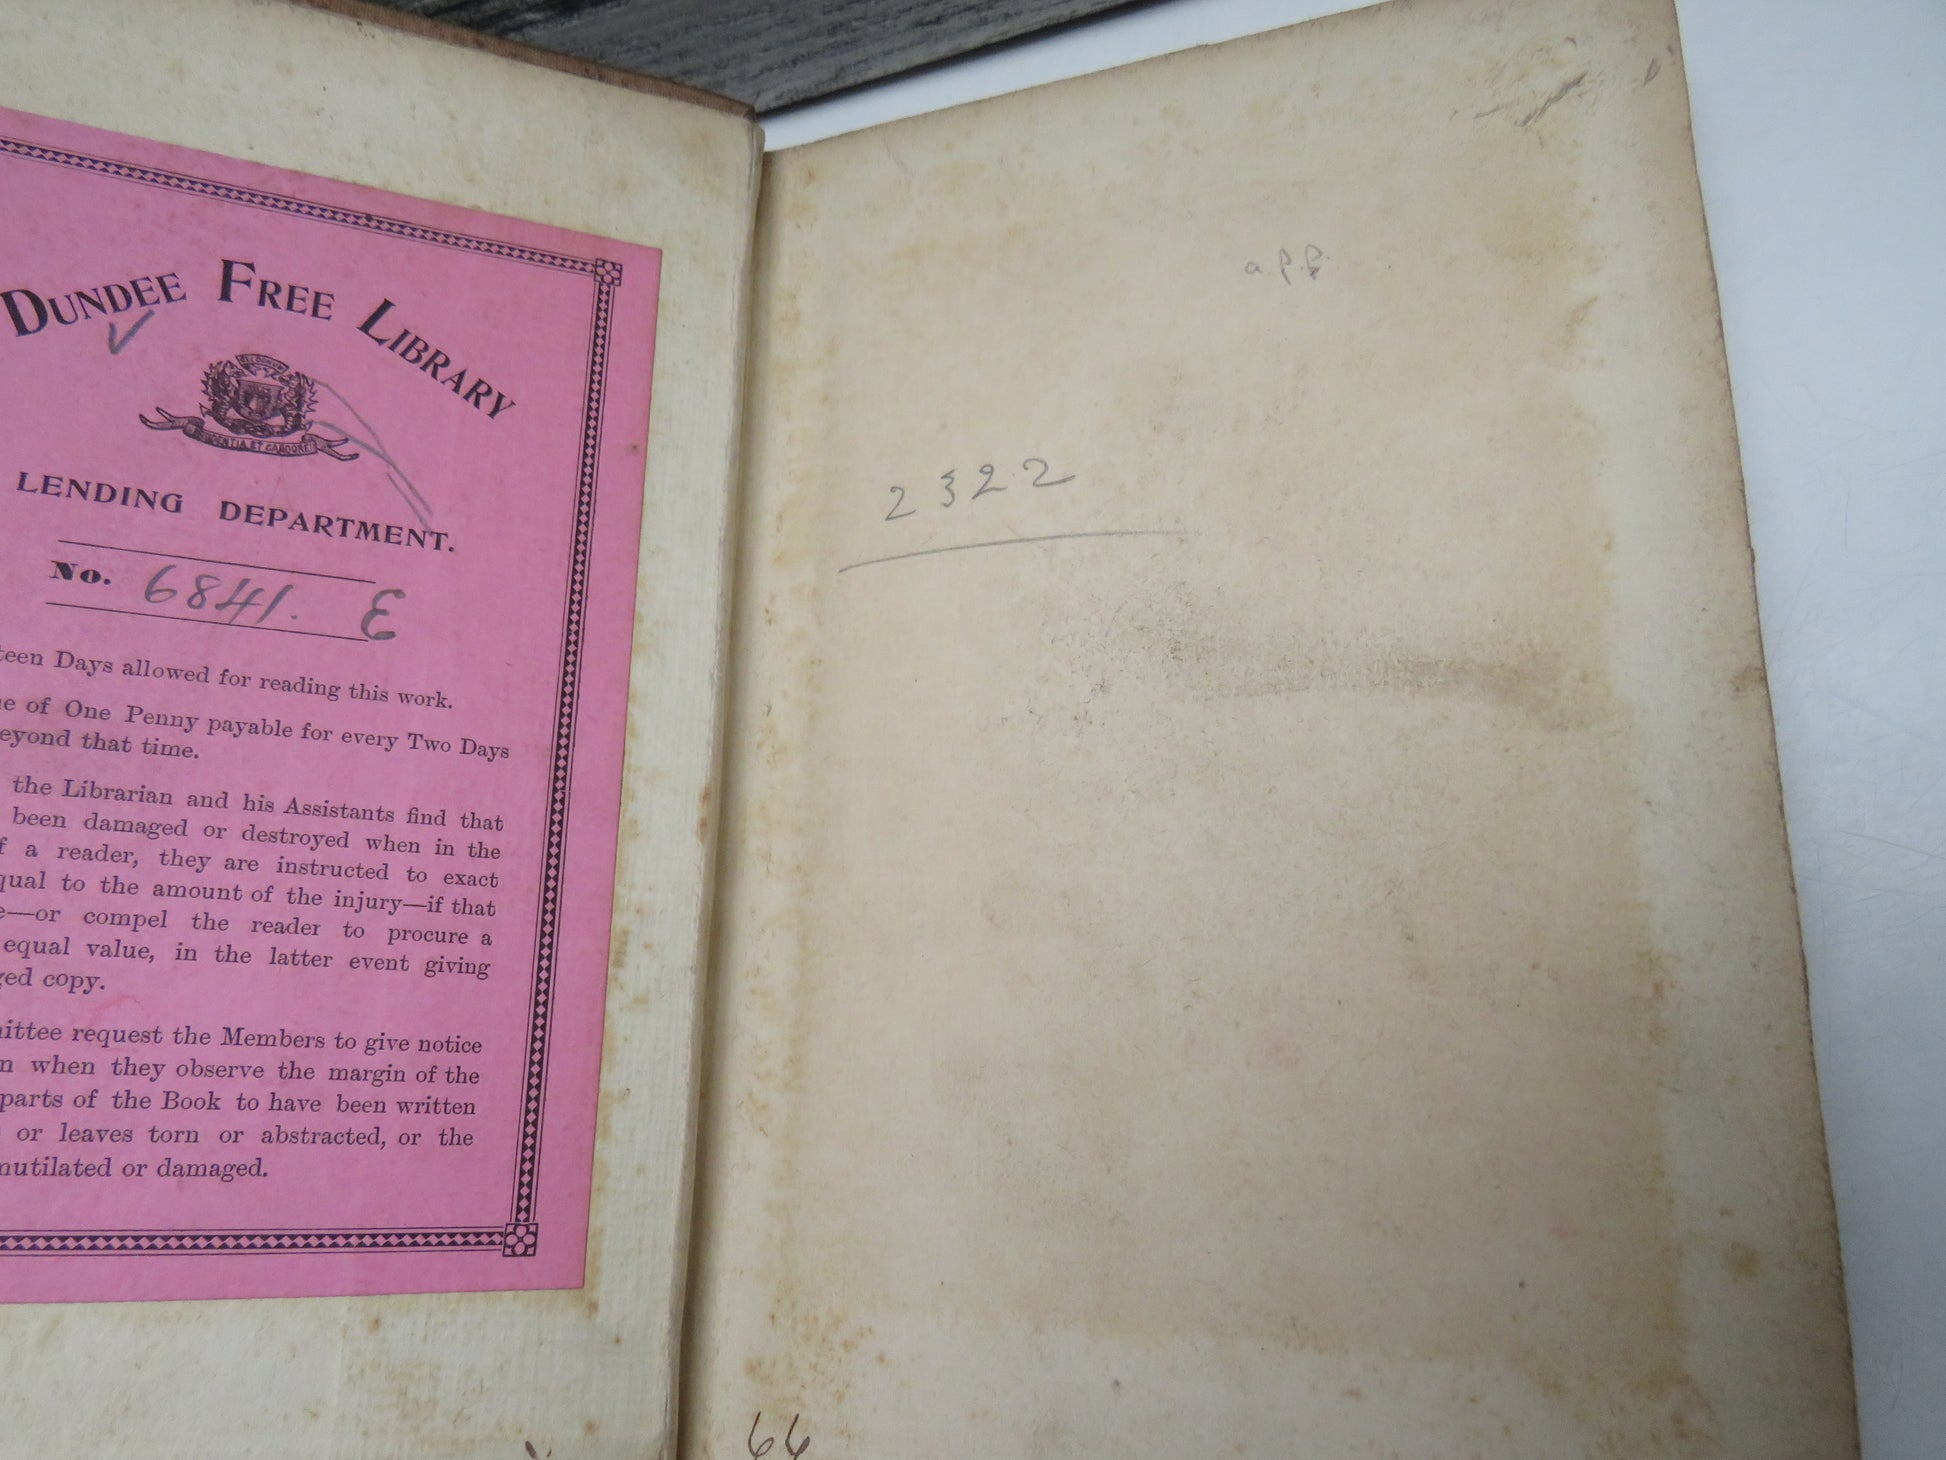 DUNDEE FREE LIBRARY
PRUDENTIA ET CANDORE
LENDING DEPARTMENT.
No. 6841. E
teen Days allowed for reading this work.
e of One Penny payable for every Two Days
eyond that time.
the Librarian and his Assistants find that
been damaged or destroyed when in the
f a reader, they are instructed to exact
qual to the amount of the injury—if that
e—or compel the reader to procure a
equal value, in the latter event giving
ged copy.
ittee request the Members to give notice
n when they observe the margin of the
parts of the Book to have been written
or leaves torn or abstracted, or the
mutilated or damaged.
2322
66